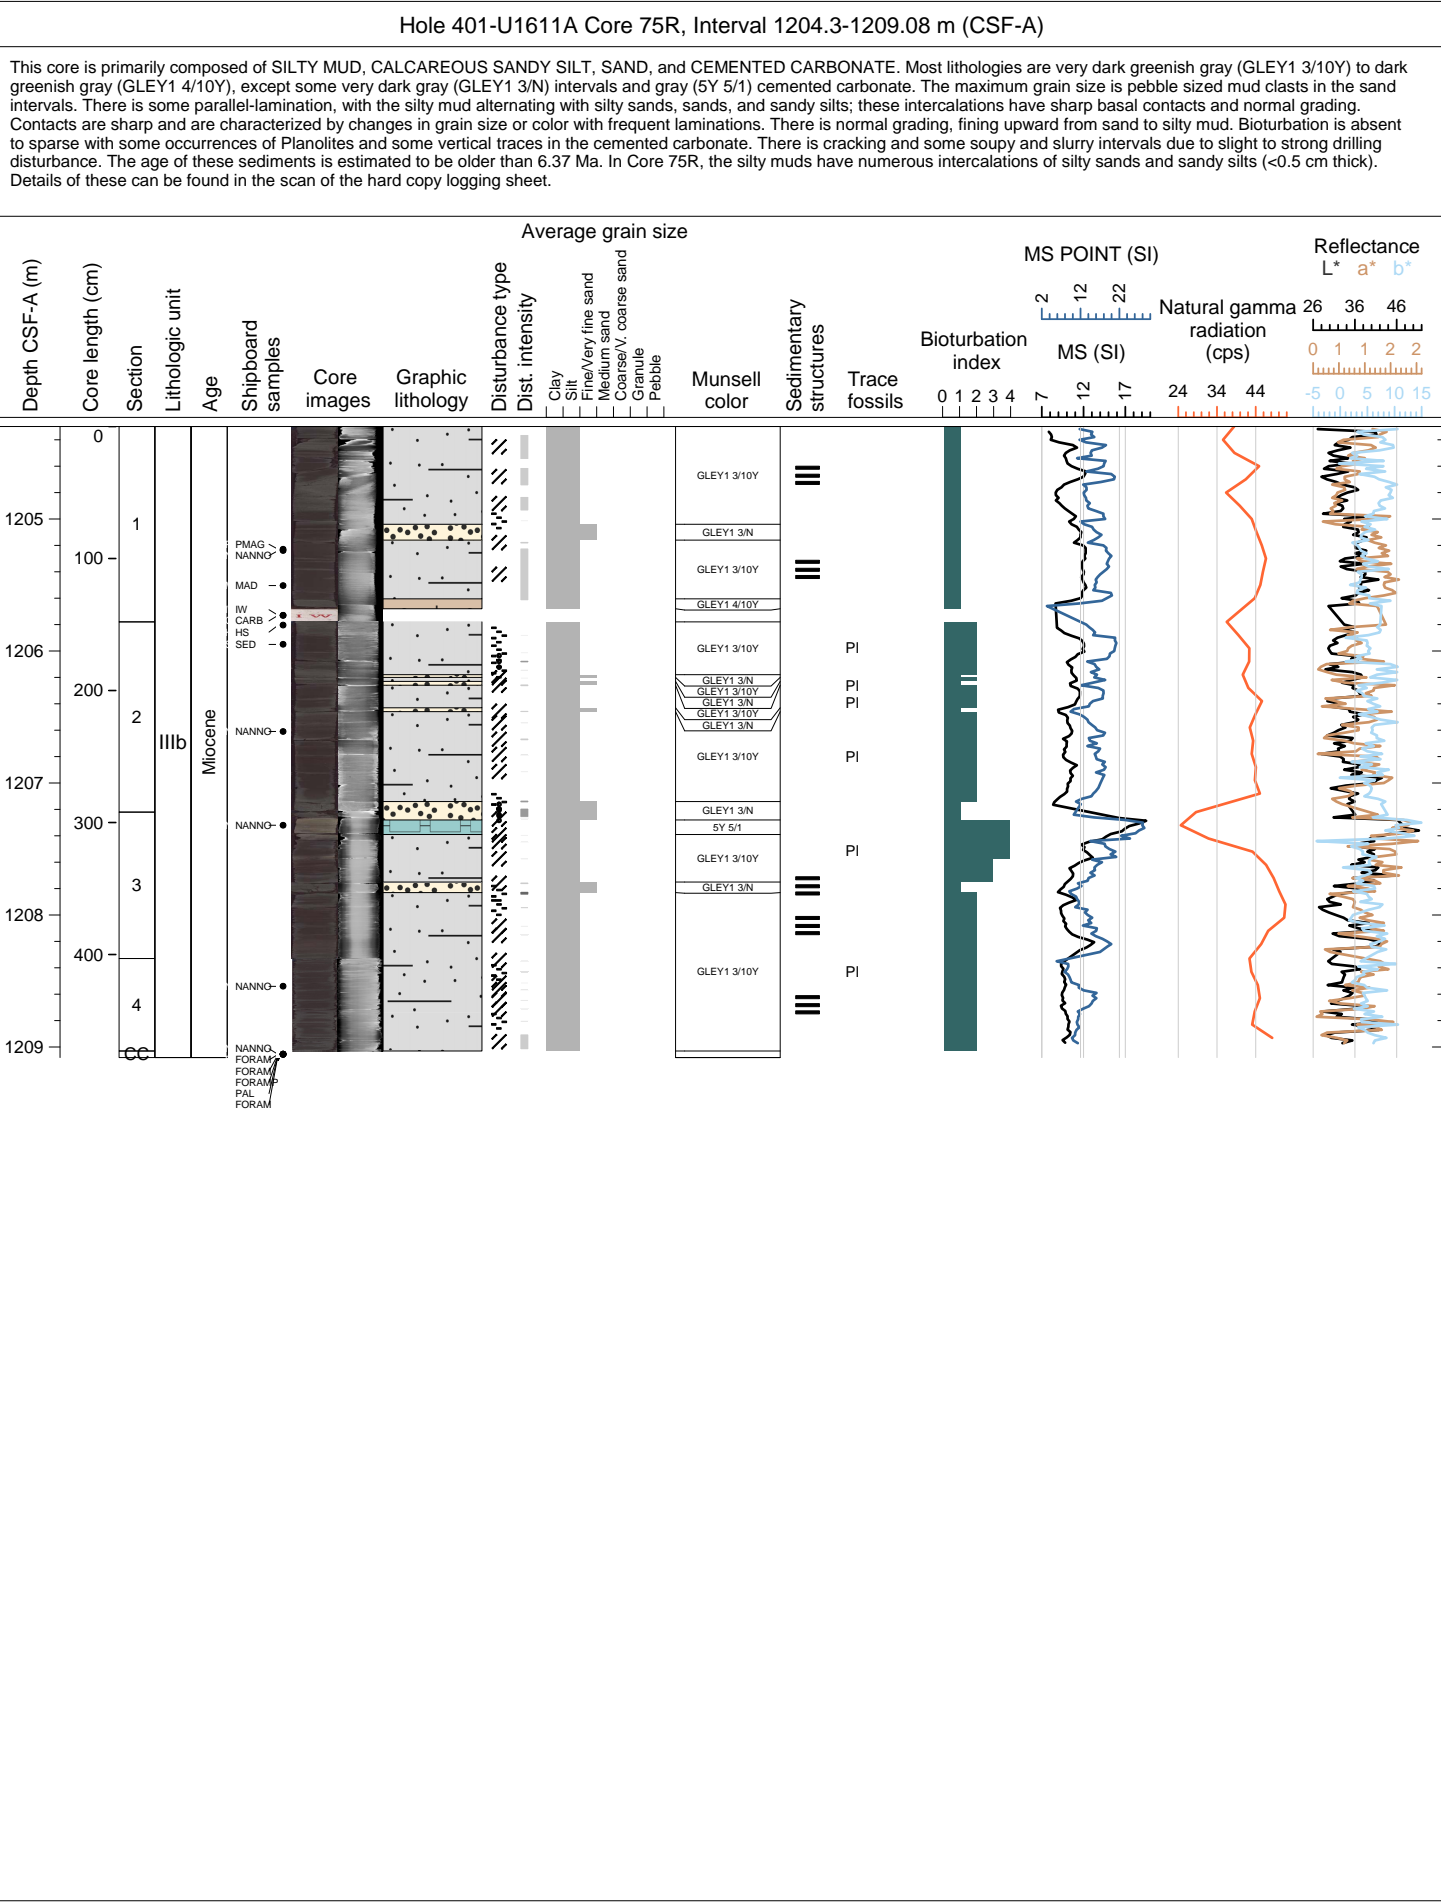 Hole 401-U1611A Core 75R, Interval 1204.3-1209.08 m (CSF-A)
This core is primarily composed of SILTY MUD, CALCAREOUS SANDY SILT, SAND, and CEMENTED CARBONATE. Most lithologies are very dark greenish gray (GLEY1 3/10Y) to dark
greenish gray (GLEY1 4/10Y), except some very dark gray (GLEY1 3/N) intervals and gray (5Y 5/1) cemented carbonate. The maximum grain size is pebble sized mud clasts in the sand
intervals. There is some parallel-lamination, with the silty mud alternating with silty sands, sands, and sandy silts; these intercalations have sharp basal contacts and normal grading.
Contacts are sharp and are characterized by changes in grain size or color with frequent laminations. There is normal grading, fining upward from sand to silty mud. Bioturbation is absent
to sparse with some occurrences of Planolites and some vertical traces in the cemented carbonate. There is cracking and some soupy and slurry intervals due to slight to strong drilling
disturbance. The age of these sediments is estimated to be older than 6.37 Ma. In Core 75R, the silty muds have numerous intercalations of silty sands and sandy silts (<0.5 cm thick).
Details of these can be found in the scan of the hard copy logging sheet.
Depth CSF-A (m)
Core length (cm)
Section
Lithologic unit
Age
Shipboard
samples
Core
images
Graphic
lithology
Disturbance type
Dist. intensity
Average grain size
Clay
Silt
Fine/Very fine sand
Medium sand
Coarse/V. coarse sand
Granule
Pebble
Munsell
color
Sedimentary
structures
Trace
fossils
Bioturbation
index
0 1 2 3 4
MS POINT (SI)
2 12 22
MS (SI)
7 12 17
Natural gamma
radiation
(cps)
24 34 44
Reflectance
L* a* b*
26 36 46
0 1 1 2 2
-5 0 5 10 15
1205
1206
1207
1208
1209
0
100
200
300
400
1
2
3
4
CC
IIIb
Miocene
PMAG
NANNO
MAD
IW
CARB
HS
SED
NANNO
NANNO
NANNO
NANNO
FORAM
FORAM
FORAMP
PAL
FORAM
I W
GLEY1 3/10Y
GLEY1 3/N
GLEY1 3/10Y
GLEY1 4/10Y
GLEY1 3/10Y
GLEY1 3/N
GLEY1 3/10Y
GLEY1 3/N
GLEY1 3/10Y
GLEY1 3/N
GLEY1 3/10Y
GLEY1 3/N
5Y 5/1
GLEY1 3/10Y
GLEY1 3/N
GLEY1 3/10Y
Pl
Pl
Pl
Pl
Pl
Pl